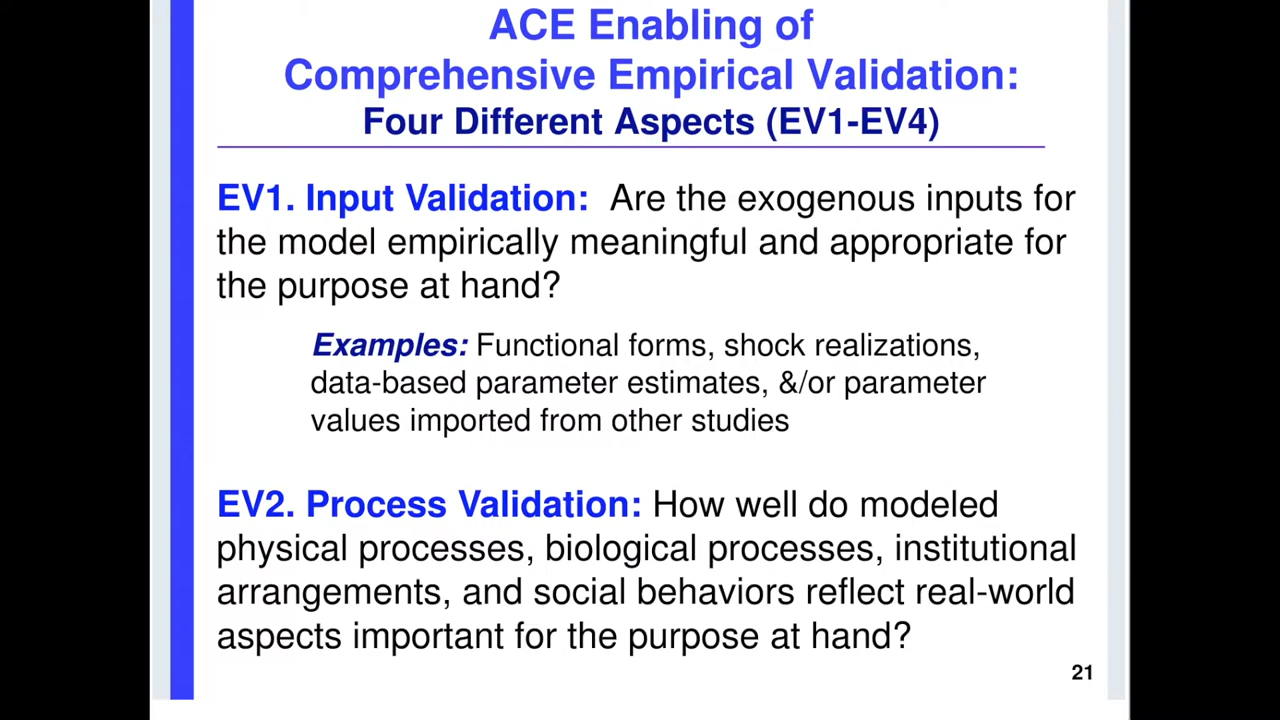 ACE Enabling of
Comprehensive Empirical Validation:
Four Different Aspects (EV1-EV4)
EV1. Input Validation: Are the exogenous inputs for
the model empirically meaningful and appropriate for
the purpose at hand?
Examples: Functional forms, shock realizations,
data-based parameter estimates, &/or parameter
values imported from other studies
EV2. Process Validation: How well do modeled
physical processes, biological processes, institutional
arrangements, and social behaviors reflect real-world
aspects important for the purpose at hand?
21